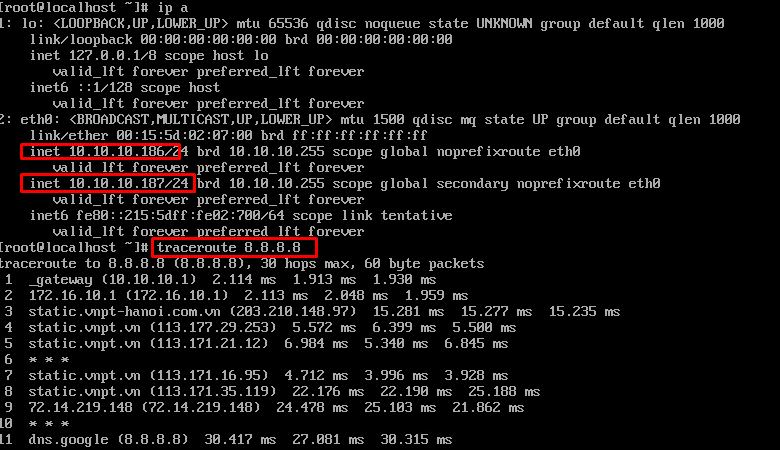 [root@localhost ~]# ip a
1: lo: <LOOPBACK,UP,LOWER_UP> mtu 65536 qdisc noqueue state UNKNOWN group default qlen 1000
link/loopback 00:00:00:00:00:00 brd 00:00:00:00:00:00
inet 127.0.0.1/8 scope host lo
valid_lft forever preferred_lft forever
inet6 ::1/128 scope host
valid_lft forever preferred_lft forever
2: eth0: <BROADCAST,MULTICAST,UP,LOWER_UP> mtu 1500 qdisc mq state UP group default qlen 1000
link/ether 00:15:5d:02:07:00 brd ff:ff:ff:ff:ff:ff
inet 10.10.10.186/24 brd 10.10.10.255 scope global noprefixroute eth0
valid_lft forever preferred_lft forever
inet 10.10.10.187/24 brd 10.10.10.255 scope global secondary noprefixroute eth0
valid_lft forever preferred_lft forever
inet6 fe80::215:5dff:fe02:700/64 scope link tentative
valid_lft forever preferred_lft forever
[root@localhost ~]# traceroute 8.8.8.8
traceroute to 8.8.8.8 (8.8.8.8), 30 hops max, 60 byte packets
1 _gateway (10.10.10.1) 2.114 ms 1.913 ms 1.930 ms
2 172.16.10.1 (172.16.10.1) 2.113 ms 2.048 ms 1.959 ms
3 static.vnpt-hanoi.com.vn (203.210.148.97) 15.281 ms 15.277 ms 15.235 ms
4 static.vnpt.vn (113.177.29.253) 5.572 ms 6.399 ms 5.500 ms
5 static.vnpt.vn (113.171.21.12) 6.984 ms 5.340 ms 6.845 ms
6 * * *
7 static.vnpt.vn (113.171.16.95) 4.712 ms 3.996 ms 3.928 ms
8 static.vnpt.vn (113.171.35.119) 22.176 ms 22.190 ms 25.188 ms
9 72.14.219.148 (72.14.219.148) 24.478 ms 25.103 ms 21.862 ms
10 * * *
11 dns.google (8.8.8.8) 30.417 ms 27.081 ms 30.315 ms